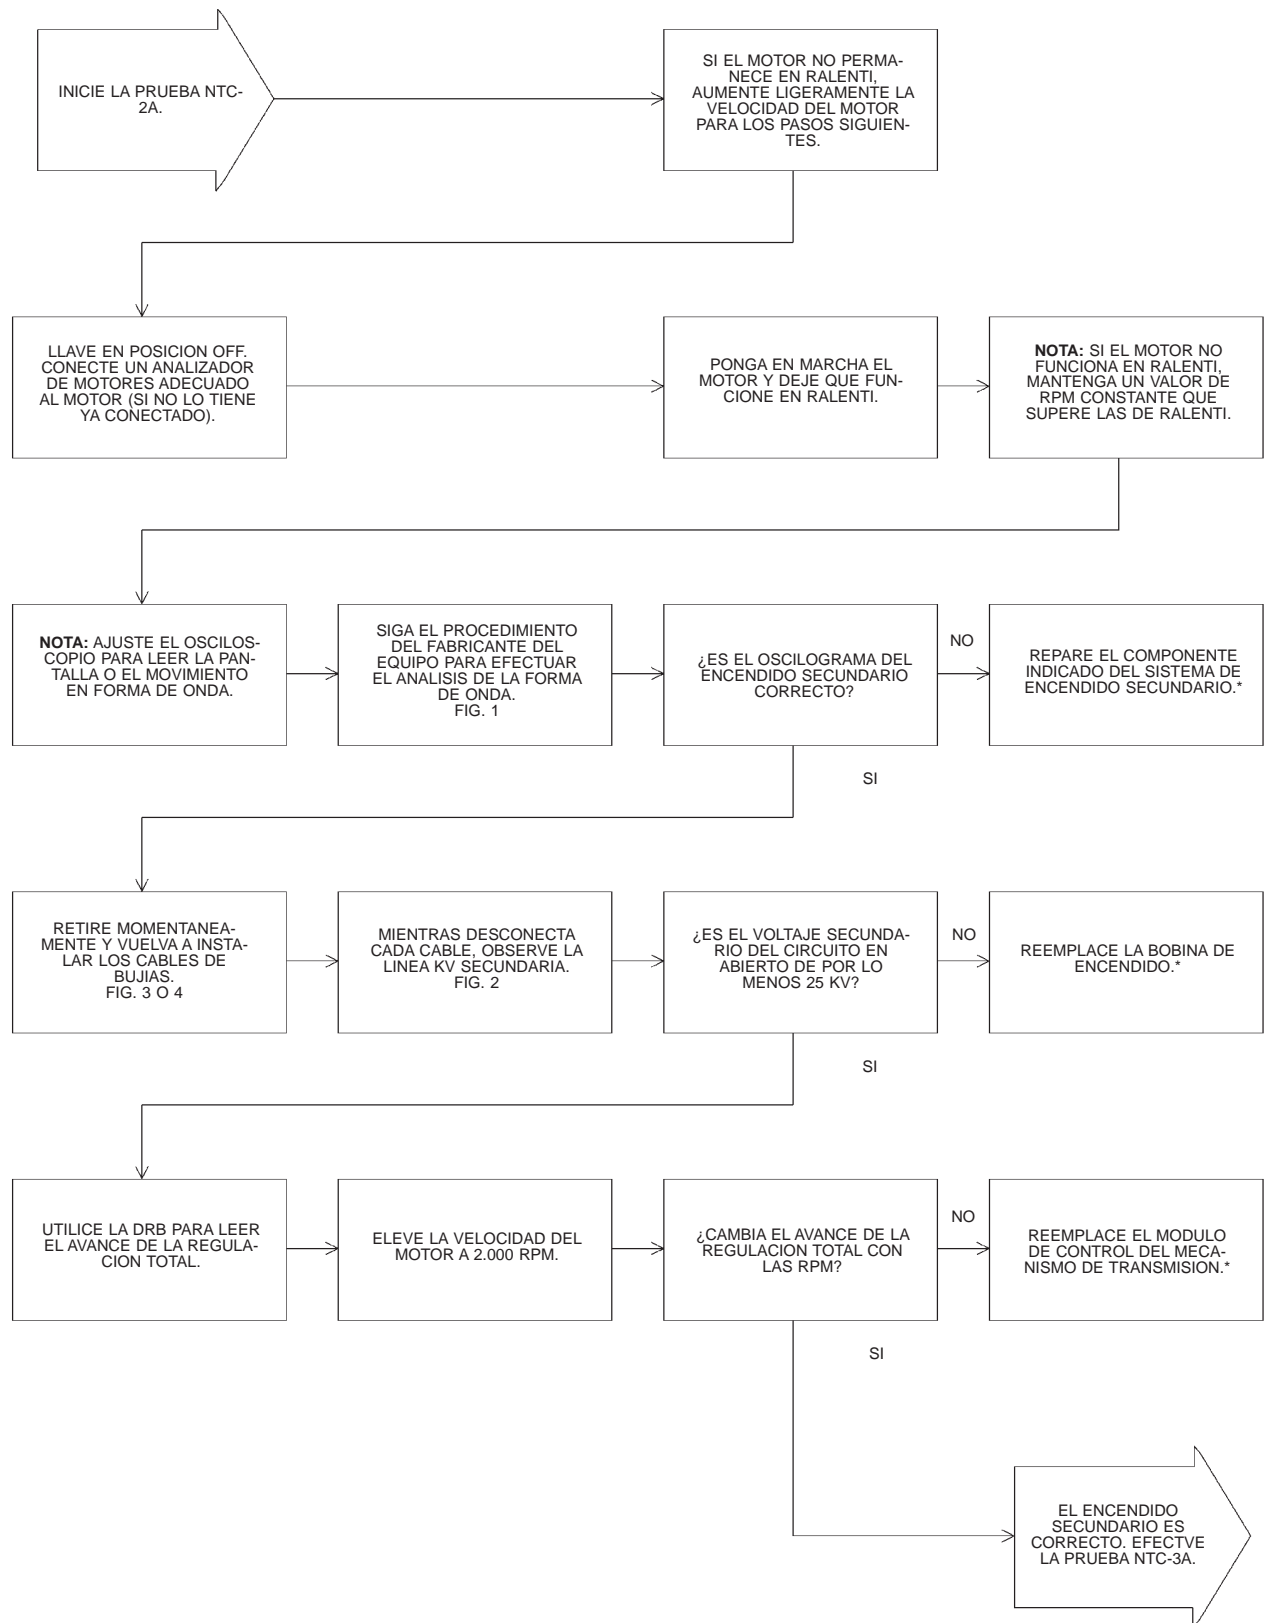 INICIE LA PRUEBA NTC-
2A.
SI EL MOTOR NO PERMA-
NECE EN RALENTI,
AUMENTE LIGERAMENTE LA
VELOCIDAD DEL MOTOR
PARA LOS PASOS SIGUIEN-
TES.
LLAVE EN POSICION OFF.
CONECTE UN ANALIZADOR
DE MOTORES ADECUADO
AL MOTOR (SI NO LO TIENE
YA CONECTADO).
PONGA EN MARCHA EL
MOTOR Y DEJE QUE FUN-
CIONE EN RALENTI.
NOTA: SI EL MOTOR NO
FUNCIONA EN RALENTI,
MANTENGA UN VALOR DE
RPM CONSTANTE QUE
SUPERE LAS DE RALENTI.
NOTA: AJUSTE EL OSCILOS-
COPIO PARA LEER LA PAN-
TALLA O EL MOVIMIENTO
EN FORMA DE ONDA.
SIGA EL PROCEDIMIENTO
DEL FABRICANTE DEL
EQUIPO PARA EFECTUAR
EL ANALISIS DE LA FORMA
DE ONDA.
FIG. 1
¿ES EL OSCILOGRAMA DEL
ENCENDIDO SECUNDARIO
CORRECTO?
NO
REPARE EL COMPONENTE
INDICADO DEL SISTEMA DE
ENCENDIDO SECUNDARIO.*
SI
RETIRE MOMENTANEA-
MENTE Y VUELVA A INSTA-
LAR LOS CABLES DE
BUJIAS.
FIG. 3 O 4
MIENTRAS DESCONECTA
CADA CABLE, OBSERVE LA
LINEA KV SECUNDARIA.
FIG. 2
¿ES EL VOLTAJE SECUNDA-
RIO DEL CIRCUITO EN
ABIERTO DE POR LO
MENOS 25 KV?
NO
REEMPLACE LA BOBINA DE
ENCENDIDO.*
SI
UTILICE LA DRB PARA LEER
EL AVANCE DE LA REGULA-
CION TOTAL.
ELEVE LA VELOCIDAD DEL
MOTOR A 2.000 RPM.
¿CAMBIA EL AVANCE DE LA
REGULACION TOTAL CON
LAS RPM?
NO
REEMPLACE EL MODULO
DE CONTROL DEL MECA-
NISMO DE TRANSMISION.*
SI
EL ENCENDIDO
SECUNDARIO ES
CORRECTO. EFECTVE
LA PRUEBA NTC-3A.